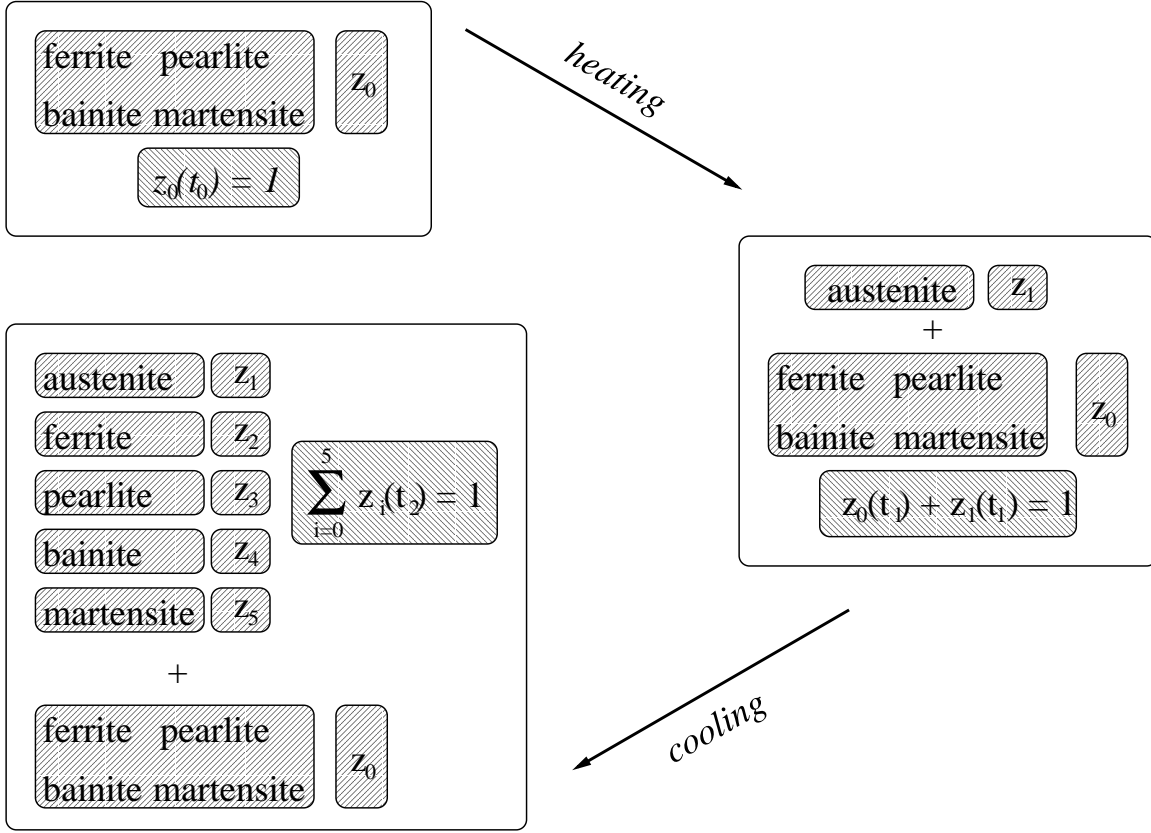 ferrite pearlite
bainite martensite
z₀
z₀(t₀) = 1
heating
austenite z₁
+
ferrite pearlite
bainite martensite
z₀
z₀(t₁) + z₁(t₁) = 1
cooling
austenite z₁
ferrite z₂
pearlite z₃
bainite z₄
martensite z₅
5
∑ zᵢ(t₂) = 1
i=0
+
ferrite pearlite
bainite martensite
z₀